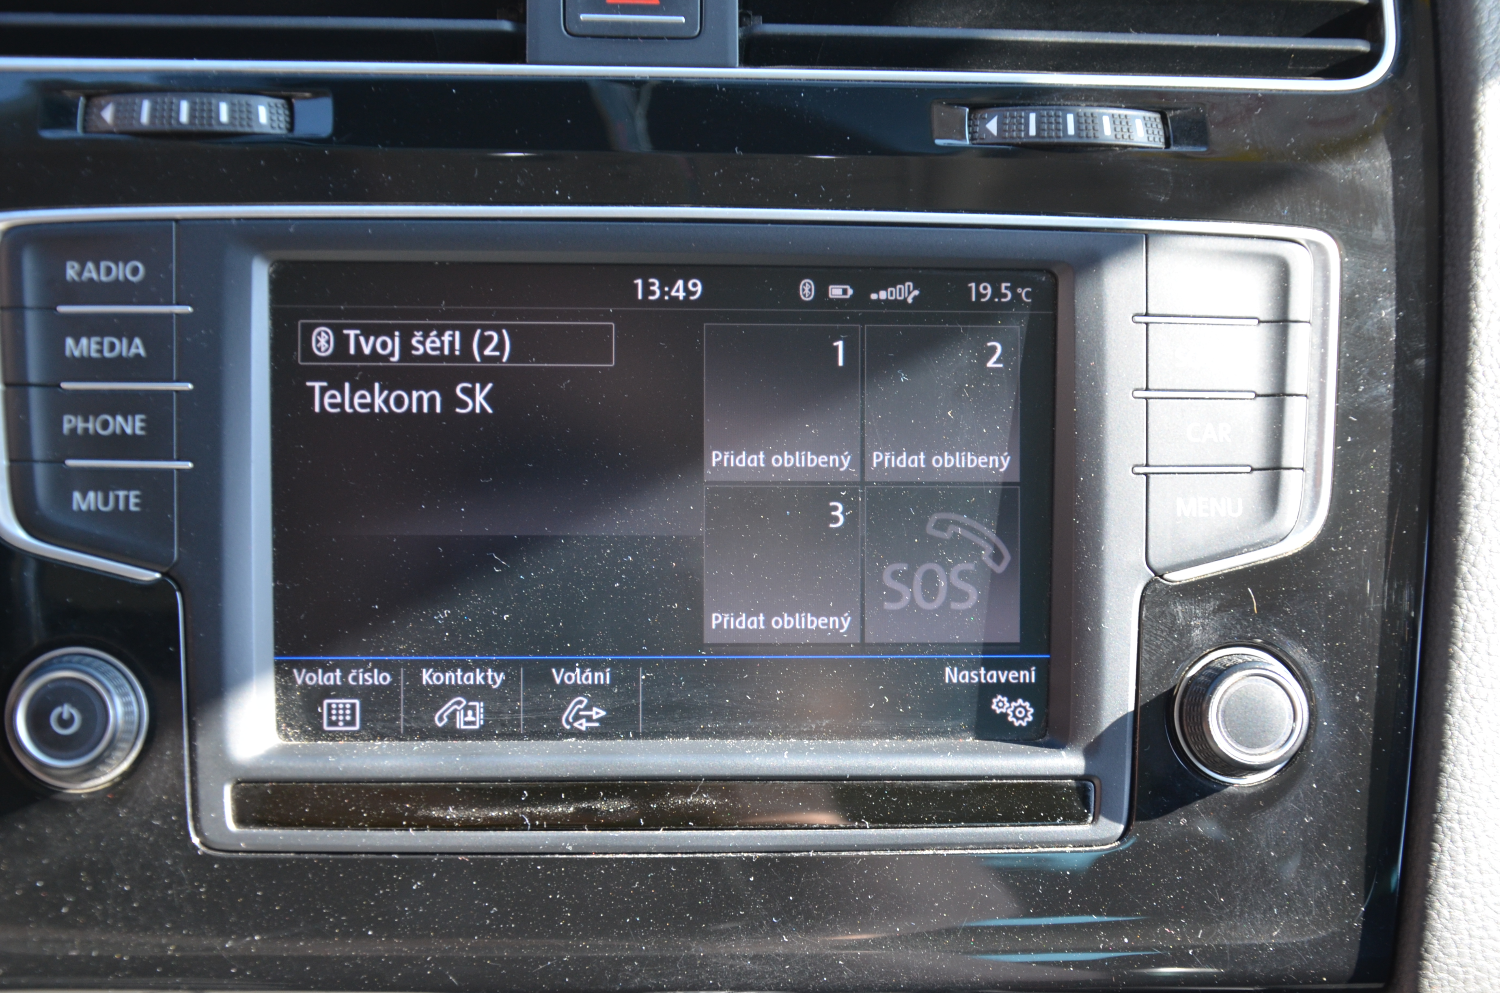 RADIO
MEDIA
PHONE
MUTE
13:49
19.5 °C
Tvoj šéf! (2)
Telekom SK
1
Přidat oblíbený
2
Přidat oblíbený
3
Přidat oblíbený
SOS
Volat číslo
Kontakty
Volání
Nastavení
CAR
MENU